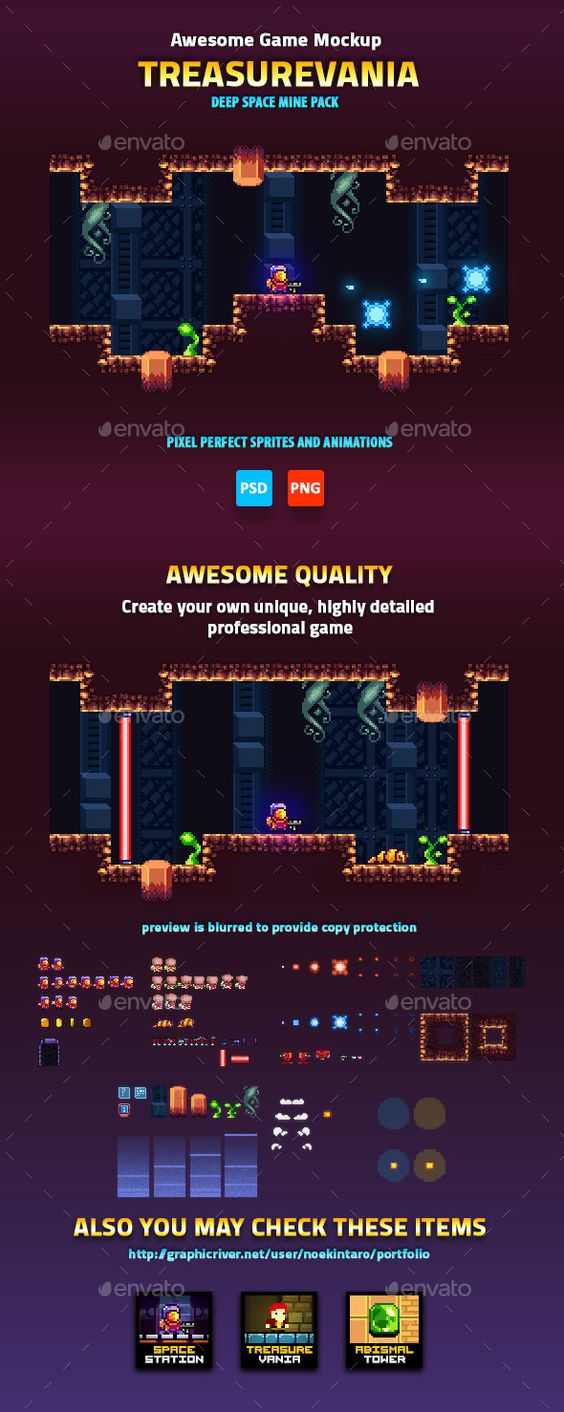 Awesome Game Mockup
TREASUREVANIA
DEEP SPACE MINE PACK
envato envato
envato envato
PIXEL PERFECT SPRITES AND ANIMATIONS
PSD PNG
AWESOME QUALITY
Create your own unique, highly detailed
professional game
envato envato
preview is blurred to provide copy protection
envato envato
ALSO YOU MAY CHECK THESE ITEMS
http://graphicriver.net/user/noekintaro/portfolio
envato envato
SPACE STATION
TREASURE VANIA
ABISMAL TOWER